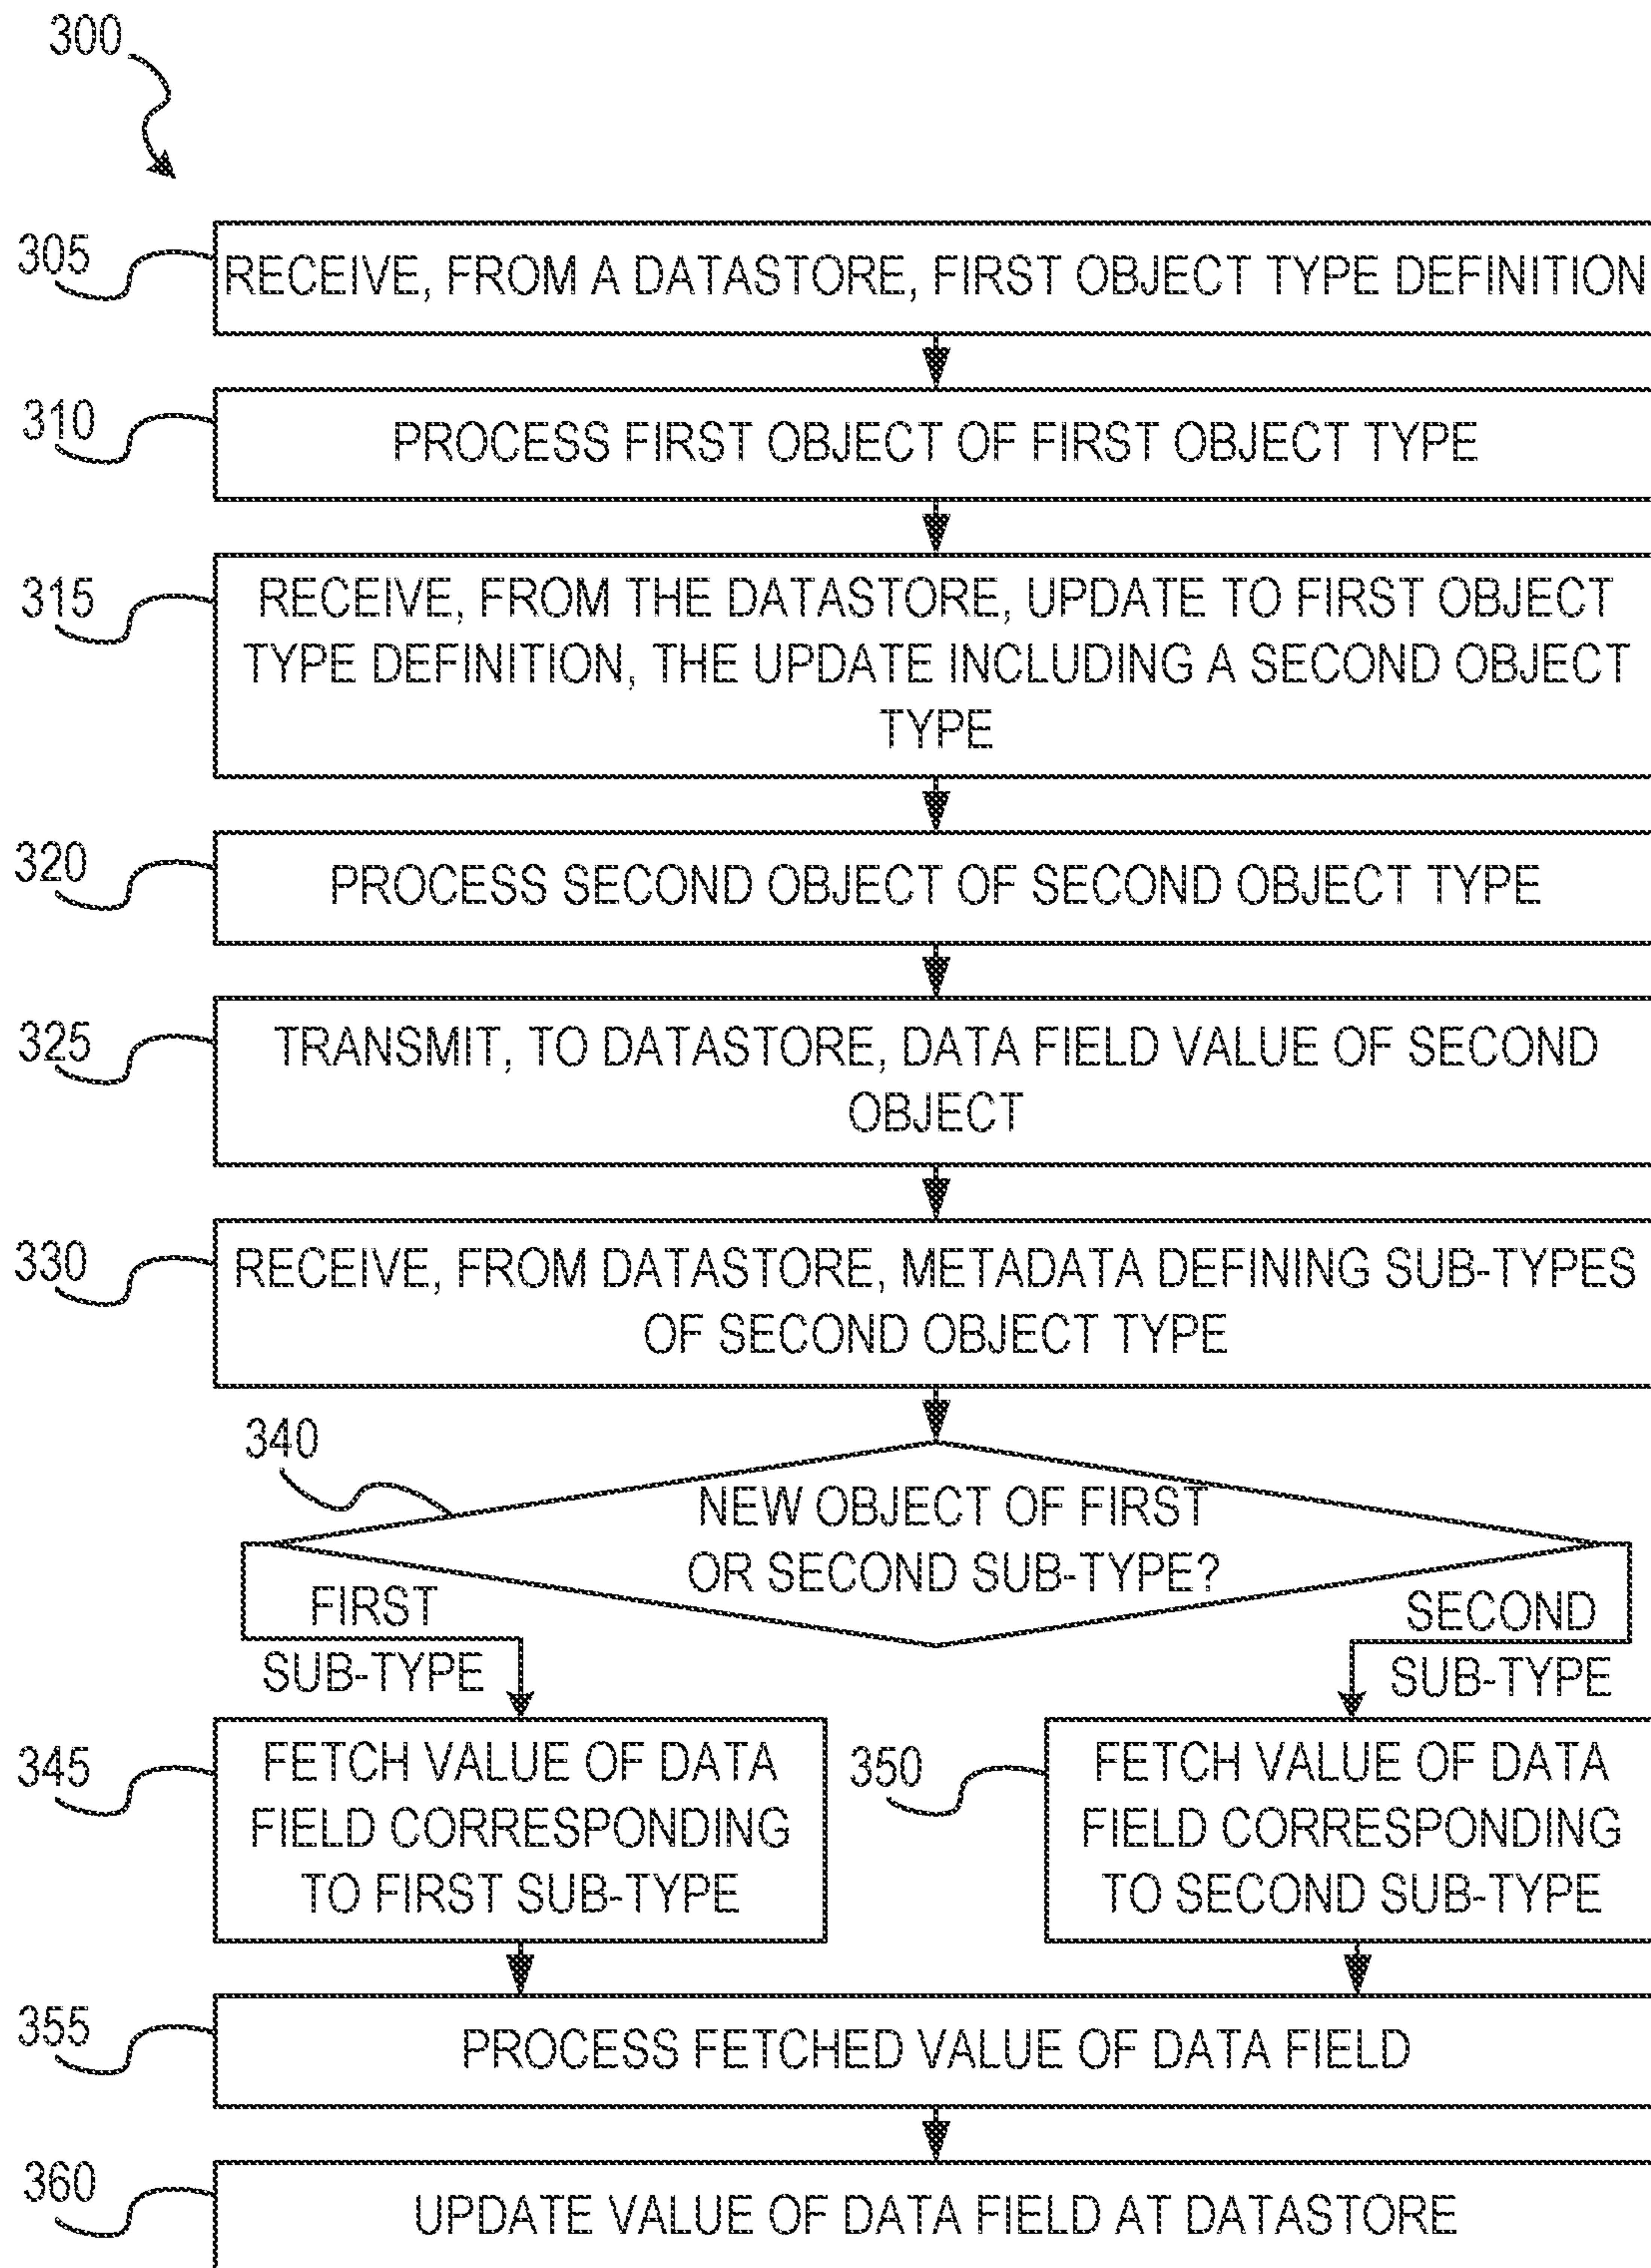 300
305
RECEIVE, FROM A DATASTORE, FIRST OBJECT TYPE DEFINITION
310
PROCESS FIRST OBJECT OF FIRST OBJECT TYPE
315
RECEIVE, FROM THE DATASTORE, UPDATE TO FIRST OBJECT
TYPE DEFINITION, THE UPDATE INCLUDING A SECOND OBJECT
TYPE
320
PROCESS SECOND OBJECT OF SECOND OBJECT TYPE
325
TRANSMIT, TO DATASTORE, DATA FIELD VALUE OF SECOND
OBJECT
330
RECEIVE, FROM DATASTORE, METADATA DEFINING SUB-TYPES
OF SECOND OBJECT TYPE
340
NEW OBJECT OF FIRST
OR SECOND SUB-TYPE?
FIRST
SUB-TYPE
SECOND
SUB-TYPE
345
FETCH VALUE OF DATA
FIELD CORRESPONDING
TO FIRST SUB-TYPE
350
FETCH VALUE OF DATA
FIELD CORRESPONDING
TO SECOND SUB-TYPE
355
PROCESS FETCHED VALUE OF DATA FIELD
360
UPDATE VALUE OF DATA FIELD AT DATASTORE